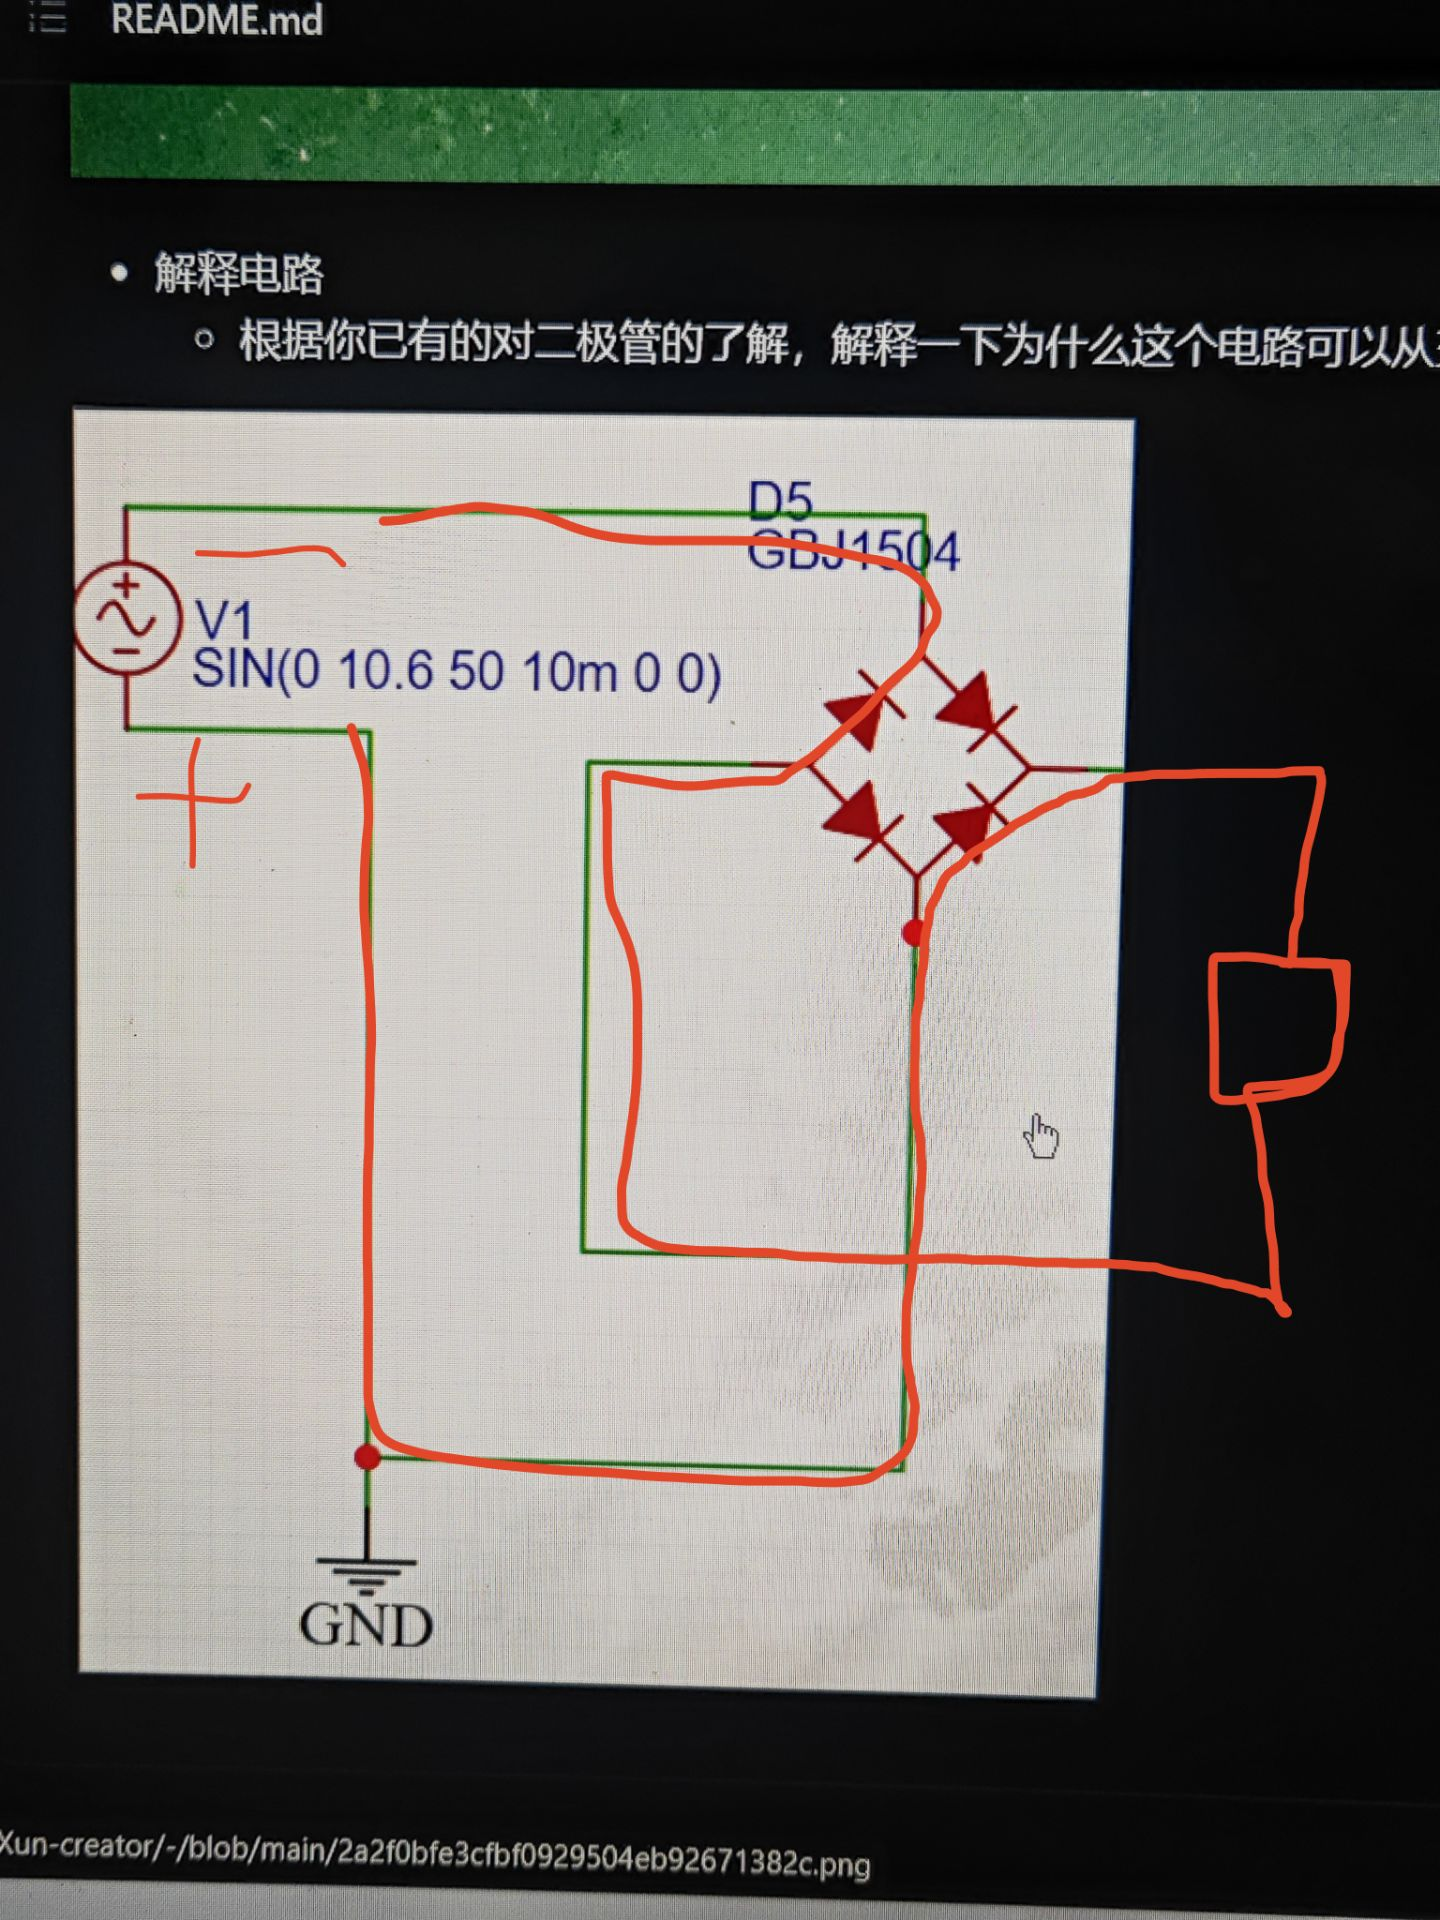 README.md
解释电路
根据你已有的对二极管的了解，解释一下为什么这个电路可以从
D5
GBJ1504
+
V1
-
SIN(0 10.6 50 10m 0 0)
+
GND
Xun-creator/-/blob/main/2a2f0bfe3cfbf0929504eb92671382c.png